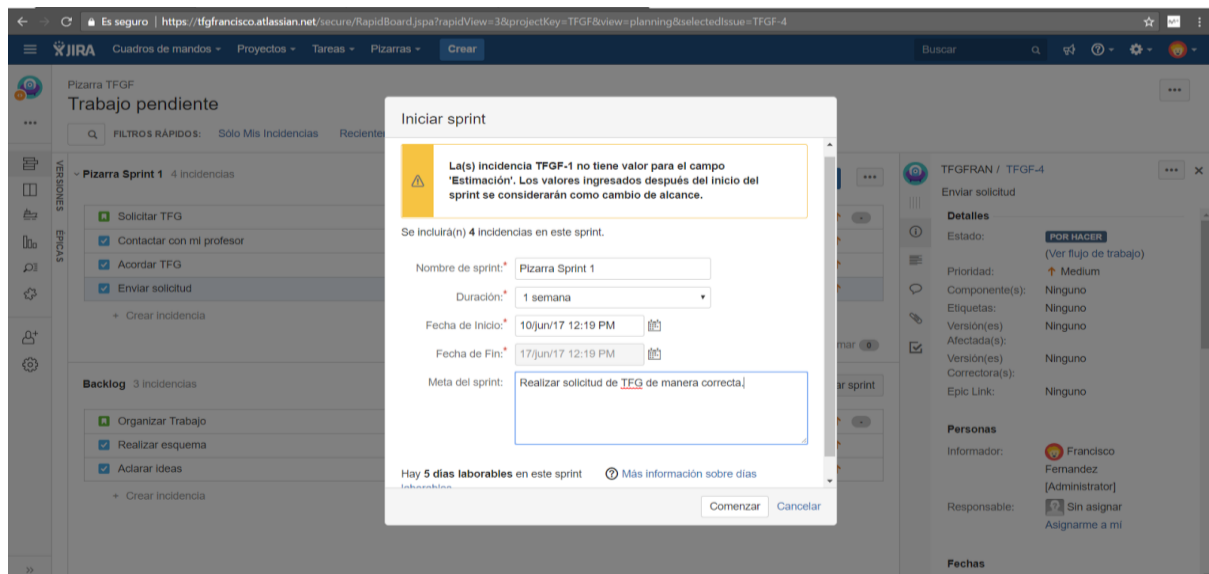 Es seguro | https://tfgfrancisco.atlassian.net/secure/RapidBoard.jspa?rapidView=3&projectKey=TFGF&view=planning&selectedIssue=TFGF-4
JIRA Cuadros de mandos Proyectos Tareas Pizarras Crear Buscar
Pizarra TFGF
Trabajo pendiente
FILTROS RÁPIDOS: Sólo Mis Incidencias
VERSIONES
ÉPICAS
Pizarra Sprint 1 4 incidencias
Solicitar TFG
Contactar con mi profesor
Acordar TFG
Enviar solicitud
+ Crear incidencia
Backlog 3 incidencias
ar sprint
Organizar Trabajo
Realizar esquema
Aclarar ideas
+ Crear incidencia
Iniciar sprint
La(s) incidencia TFGF-1 no tiene valor para el campo
'Estimación'. Los valores ingresados después del inicio del
sprint se considerarán como cambio de alcance.
Se incluirá(n) 4 incidencias en este sprint.
Nombre de sprint:* Pizarra Sprint 1
Duración:* 1 semana
Fecha de Inicio:* 10/jun/17 12:19 PM
Fecha de Fin:* 17/jun/17 12:19 PM
Meta del sprint: Realizar solicitud de TFG de manera correcta.
Hay 5 días laborables en este sprint Más información sobre días
laborables
Comenzar Cancelar
TFGFRAN / TFGF-4
Enviar solicitud
Detalles
Estado: POR HACER
(Ver flujo de trabajo)
Prioridad: Medium
Componente(s): Ninguno
Etiquetas: Ninguno
Versión(es) Ninguno
Afectada(s):
Versión(es) Ninguno
Correctora(s):
Epic Link: Ninguno
Personas
Informador: Francisco
Fernandez
[Administrator]
Responsable: Sin asignar
Asignarme a mí
Fechas